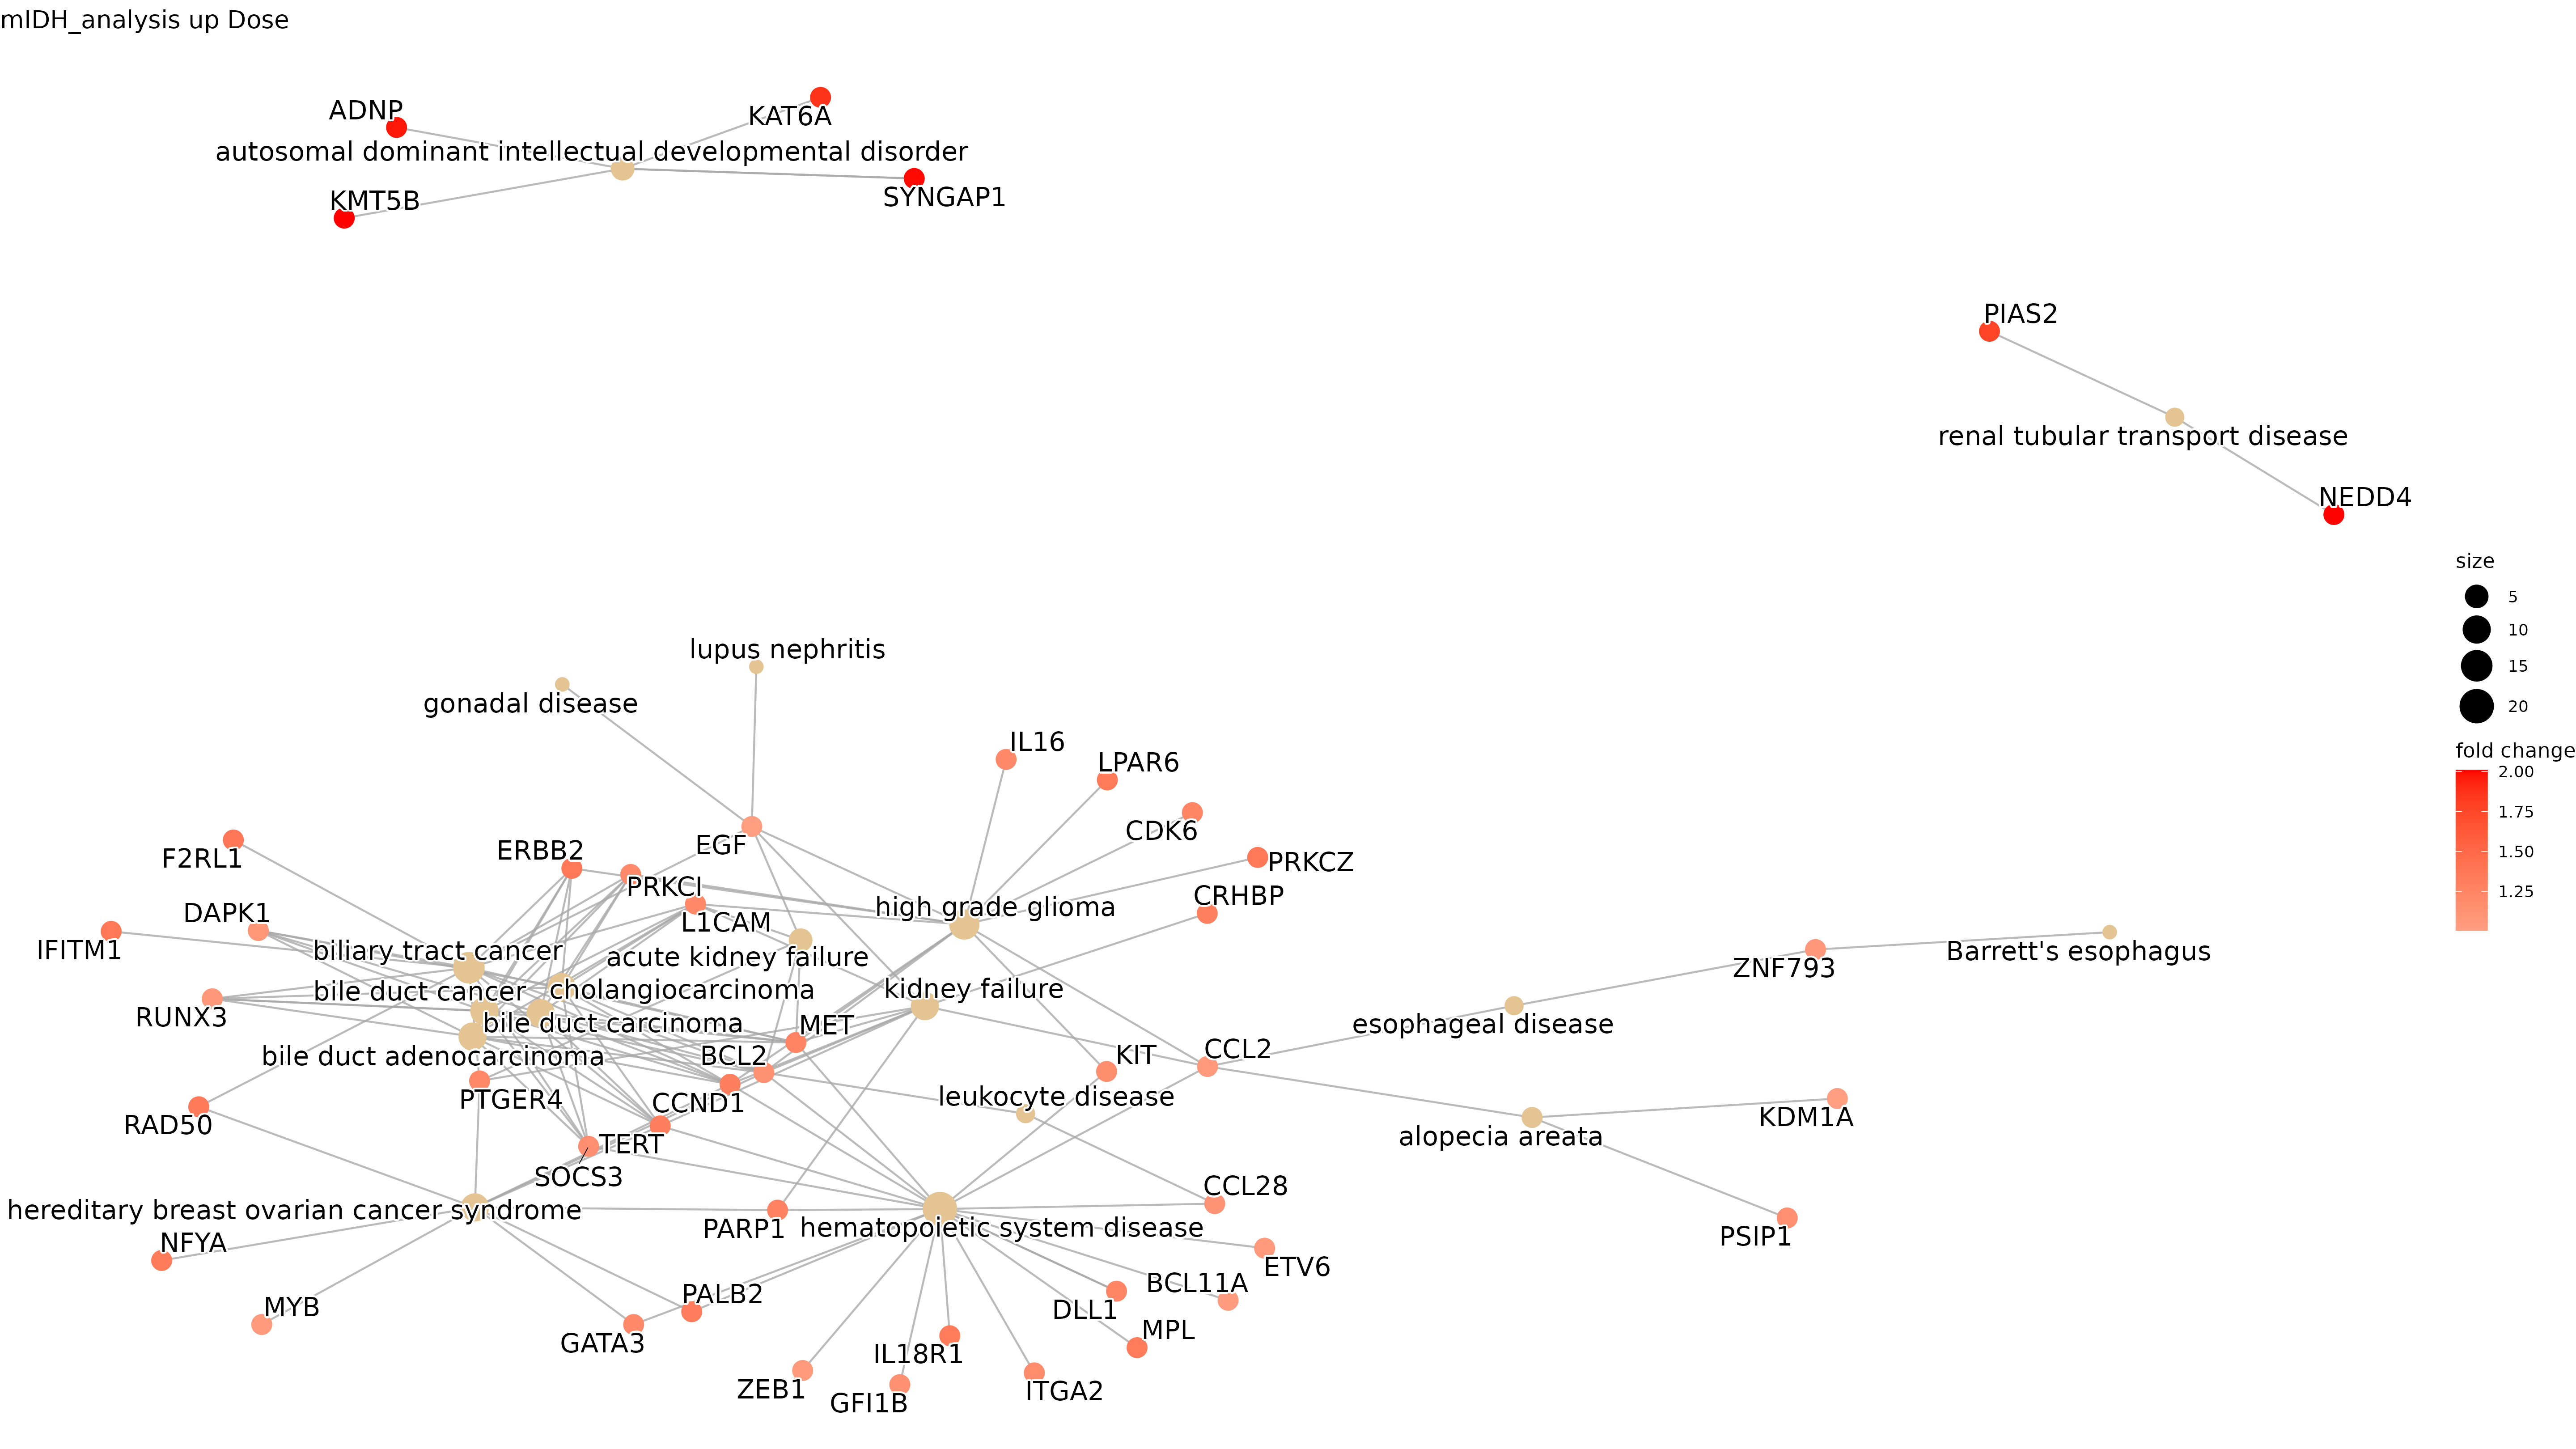 mIDH_analysis up Dose
ADNP
KAT6A
autosomal dominant intellectual developmental disorder
KMT5B
SYNGAP1
PIAS2
renal tubular transport disease
NEDD4
size
5
10
15
20
fold change
2.00
1.75
1.50
1.25
lupus nephritis
gonadal disease
IL16
LPAR6
CDK6
EGF
ERBB2
F2RL1
PRKCZ
PRKCI
CRHBP
high grade glioma
DAPK1
L1CAM
IFITM1
biliary tract cancer
acute kidney failure
Barrett's esophagus
ZNF793
bile duct cancer
cholangiocarcinoma
kidney failure
RUNX3
bile duct carcinoma
MET
esophageal disease
bile duct adenocarcinoma
BCL2
KIT
CCL2
PTGER4
CCND1
leukocyte disease
RAD50
KDM1A
TERT
alopecia areata
SOCS3
CCL28
hereditary breast ovarian cancer syndrome
PARP1
hematopoietic system disease
PSIP1
NFYA
ETV6
BCL11A
PALB2
MYB
DLL1
GATA3
MPL
IL18R1
ZEB1
GFI1B
ITGA2